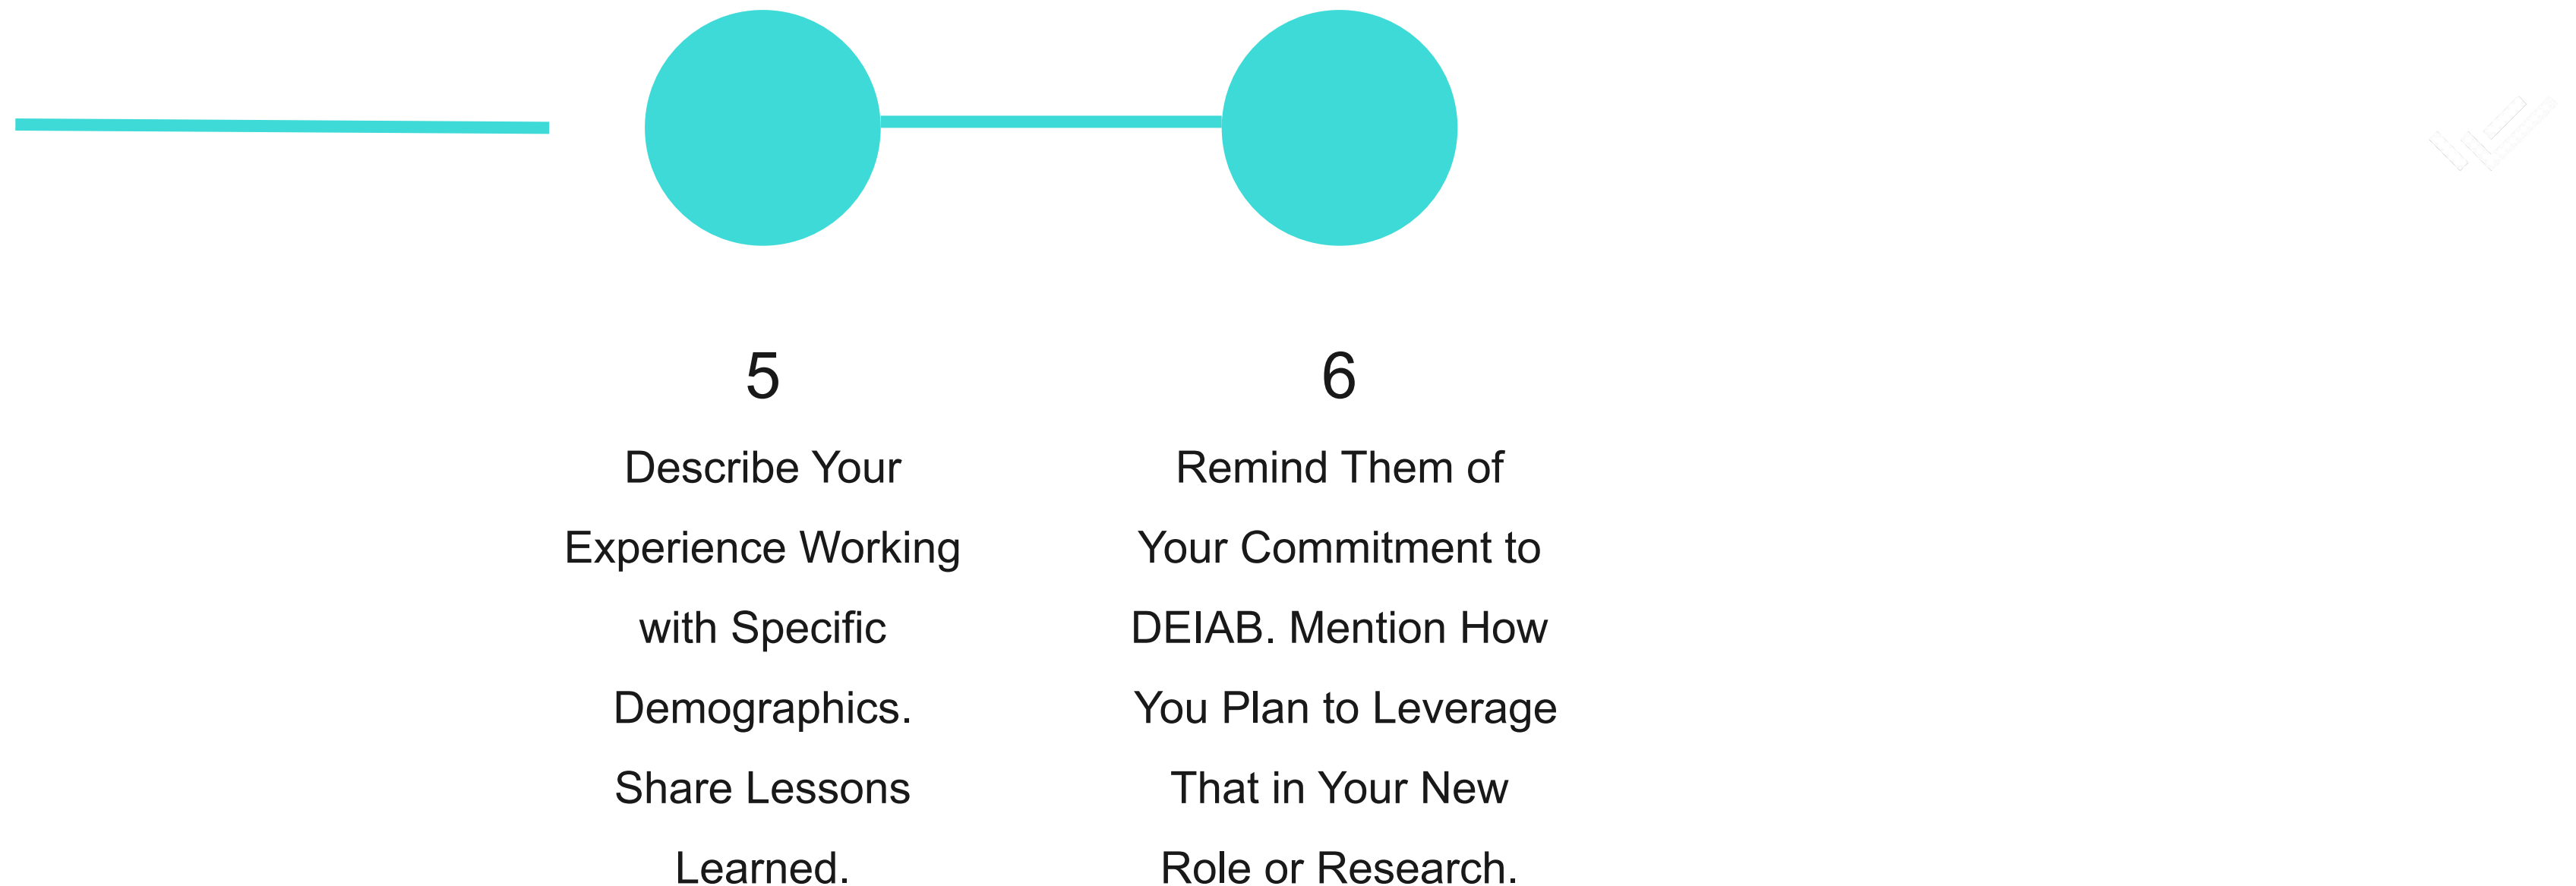 5
Describe Your
Experience Working
with Specific
Demographics.
Share Lessons
Learned.
6
Remind Them of
Your Commitment to
DEIAB. Mention How
You Plan to Leverage
That in Your New
Role or Research.